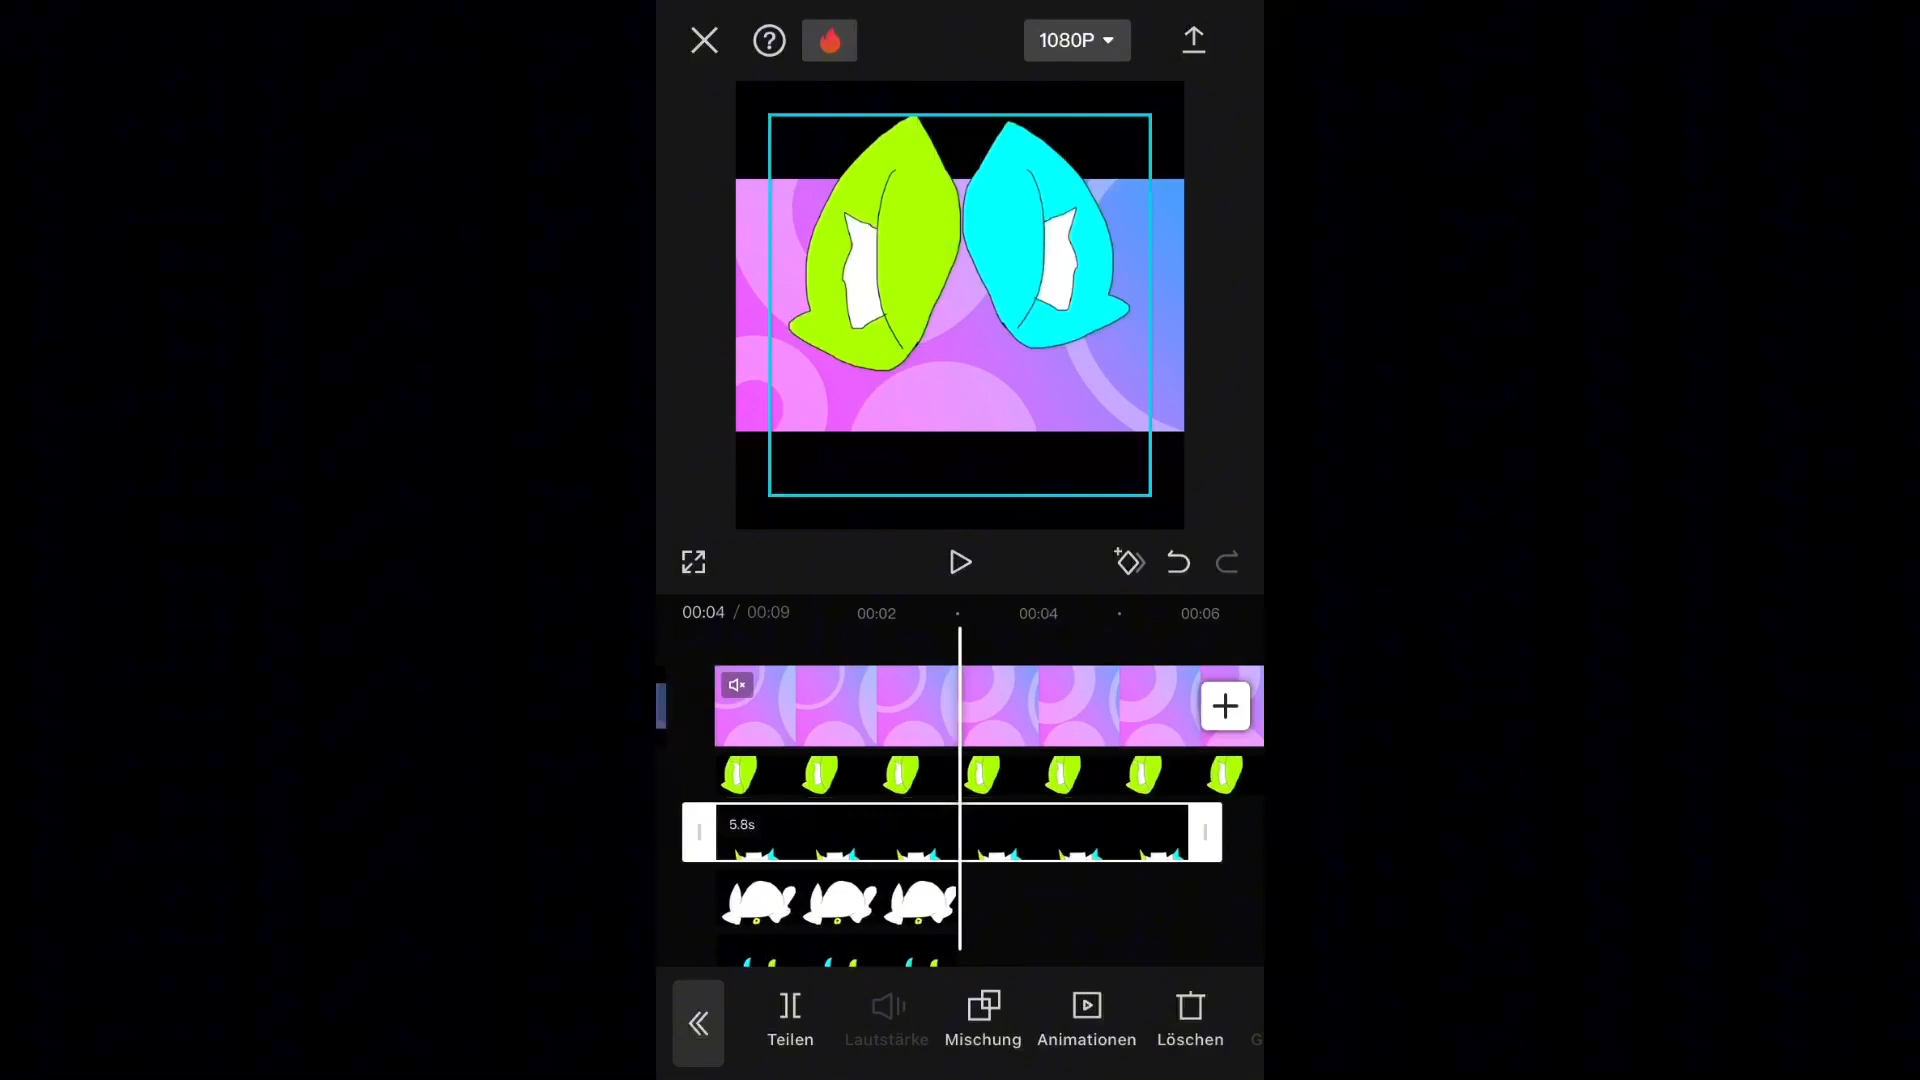 1080P
00:04 / 00:09 00:02 00:04 00:06
5.8s
Teilen Lautstärke Mischung Animationen Löschen G